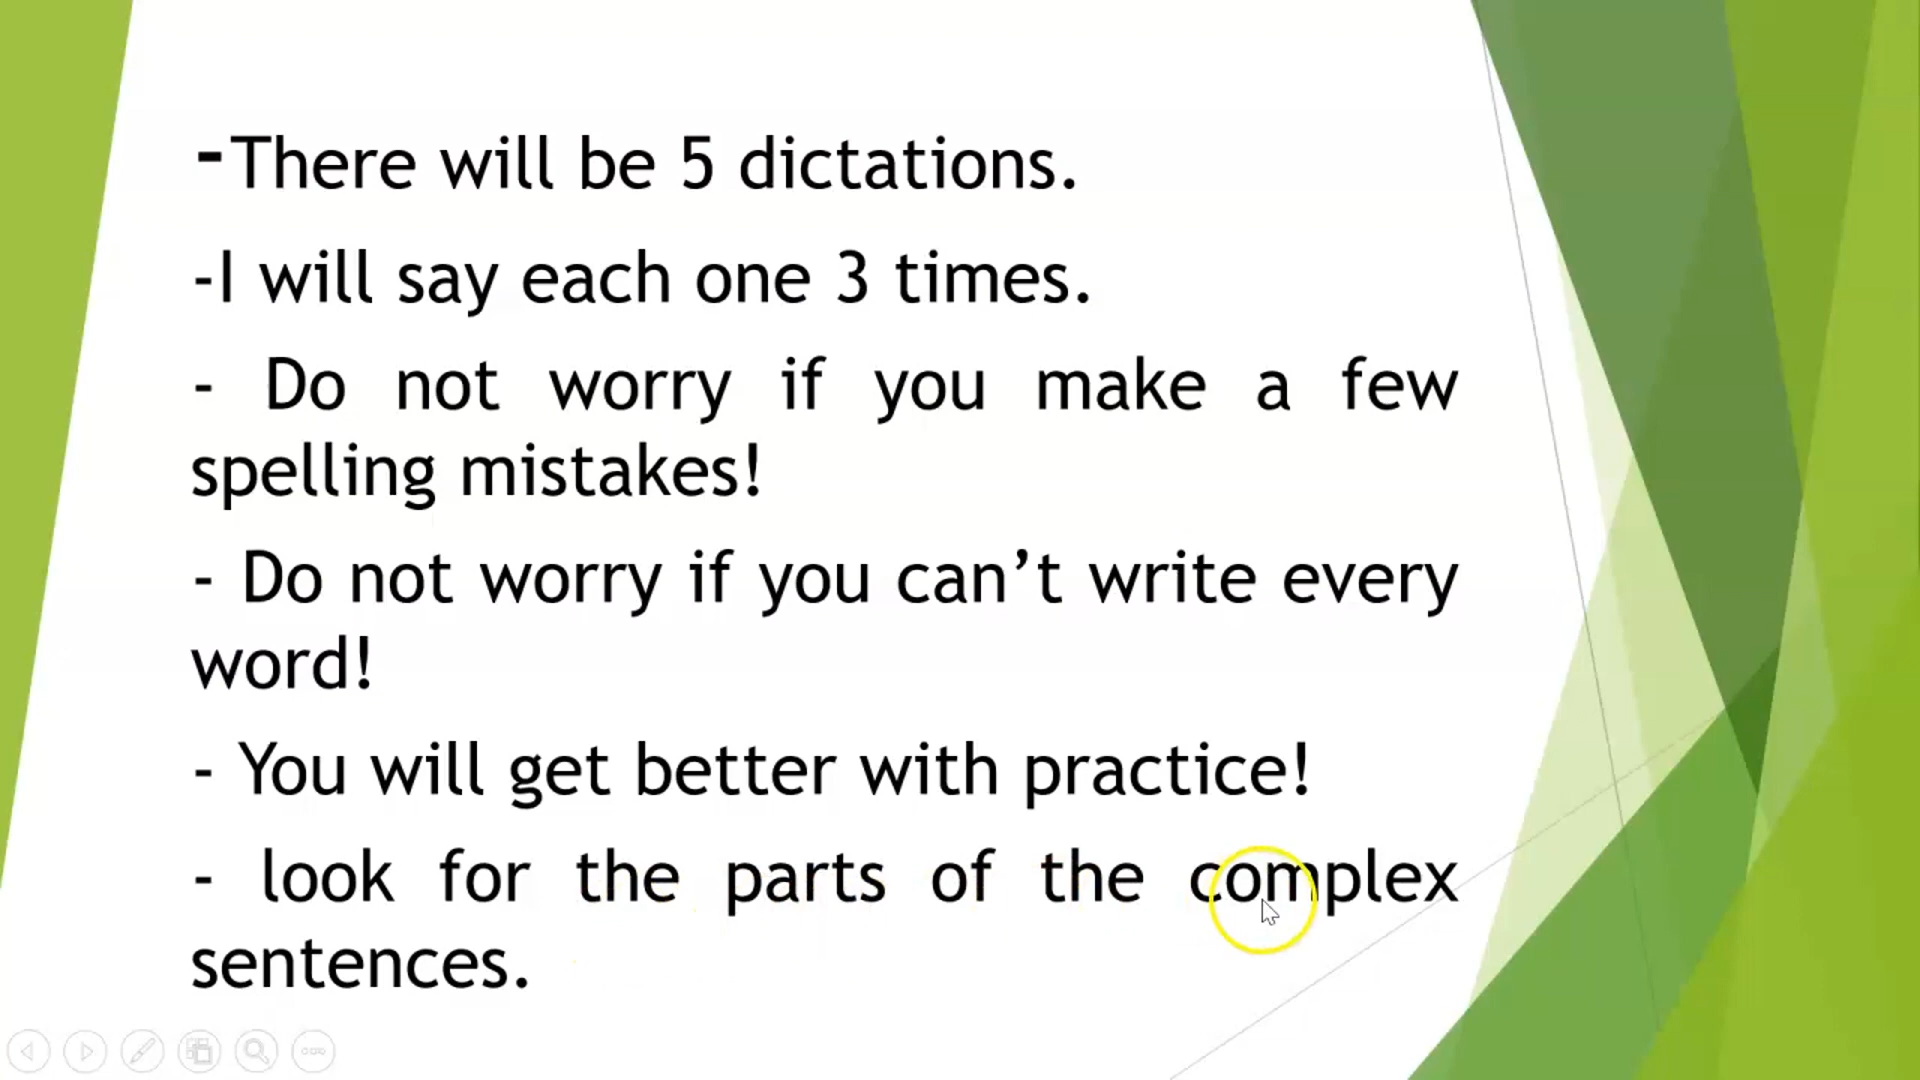 -There will be 5 dictations.
-I will say each one 3 times.
- Do not worry if you make a few
spelling mistakes!
- Do not worry if you can’t write every
word!
- You will get better with practice!
- look for the parts of the complex
sentences.